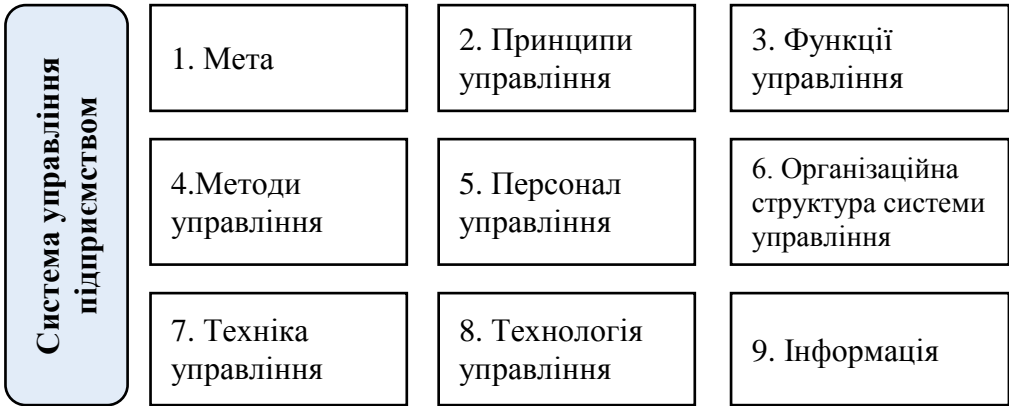 Система управління
підприємством
1. Мета
2. Принципи
управління
3. Функції
управління
4.Методи
управління
5. Персонал
управління
6. Організаційна
структура системи
управління
7. Техніка
управління
8. Технологія
управління
9. Інформація